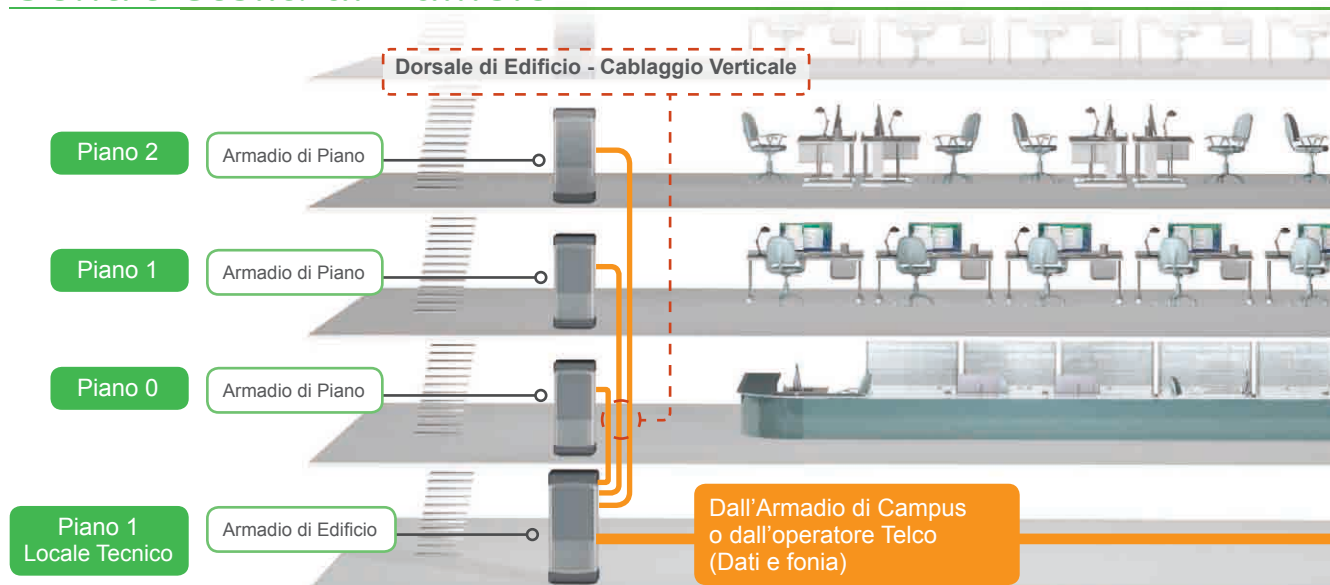 Dorsale di Edificio - Cablaggio Verticale
Piano 2
Armadio di Piano
Piano 1
Armadio di Piano
Piano 0
Armadio di Piano
Piano 1
Locale Tecnico
Armadio di Edificio
Dall'Armadio di Campus
o dall'operatore Telco
(Dati e fonia)